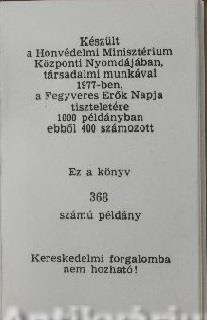 Készült
a Honvédelmi Minisztérium
Központi Nyomdájában,
társadalmi munkával
1977-ben,
a Fegyveres Erők Napja
tiszteletére
1000 példányban
ebből 400 számozott
Ez a könyv
368
számú példány
Kereskedelmi forgalomba
nem hozható!